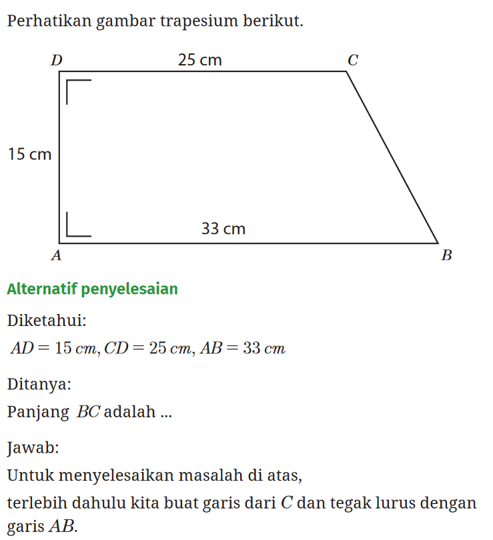 Perhatikan gambar trapesium berikut.
D 25 cm C
15 cm
33 cm
A B
Alternatif penyelesaian
Diketahui:
AD = 15 cm, CD = 25 cm, AB = 33 cm
Ditanya:
Panjang BC adalah ...
Jawab:
Untuk menyelesaikan masalah di atas,
terlebih dahulu kita buat garis dari C dan tegak lurus dengan
garis AB.